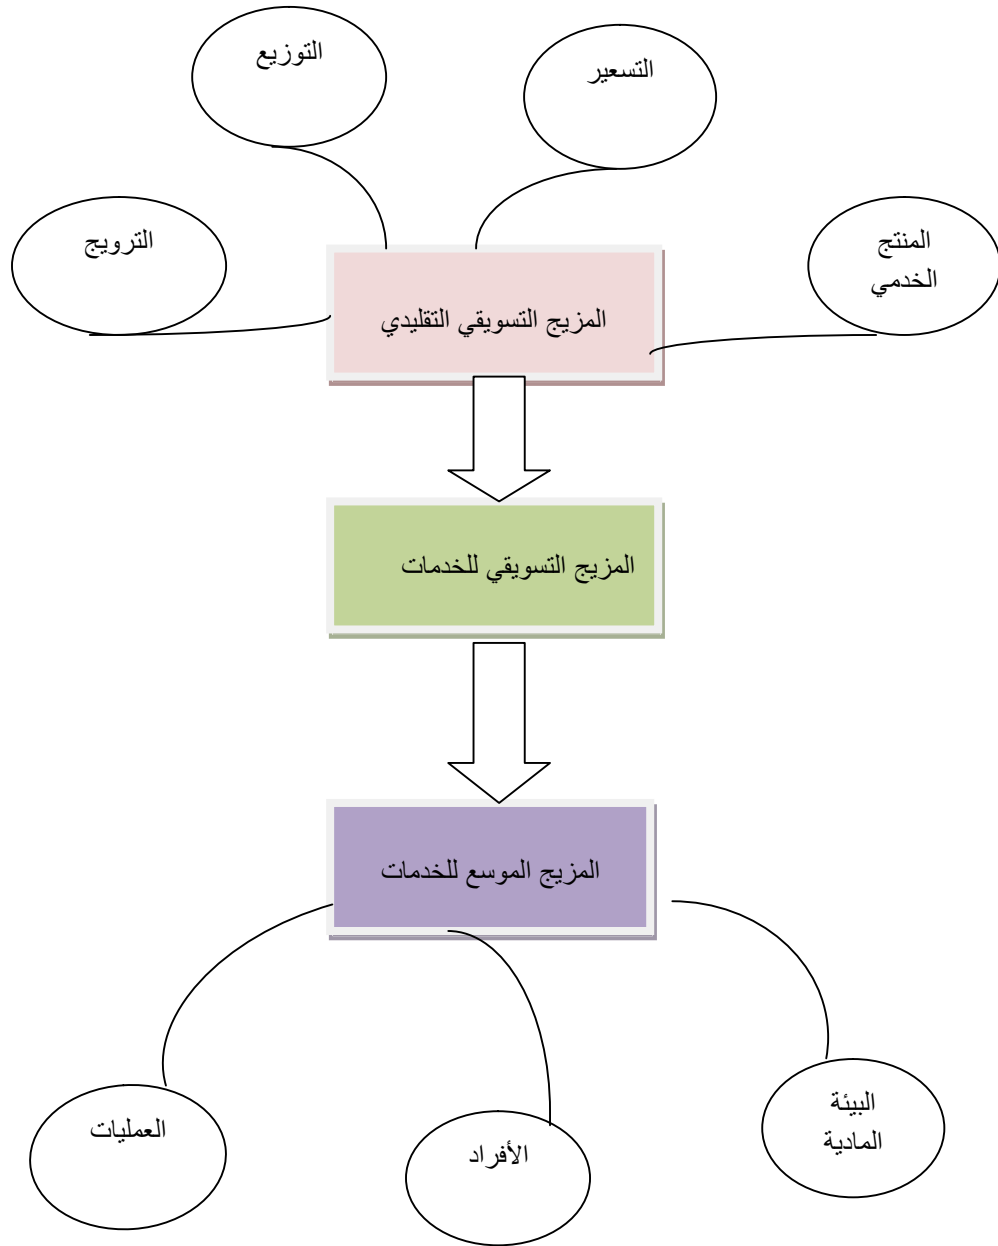 التوزيع
التسعير
الترويج
المنتج
الخدمي
المزيج التسويقي التقليدي
المزيج التسويقي للخدمات
المزيج الموسع للخدمات
البيئة
المادية
الأفراد
العمليات